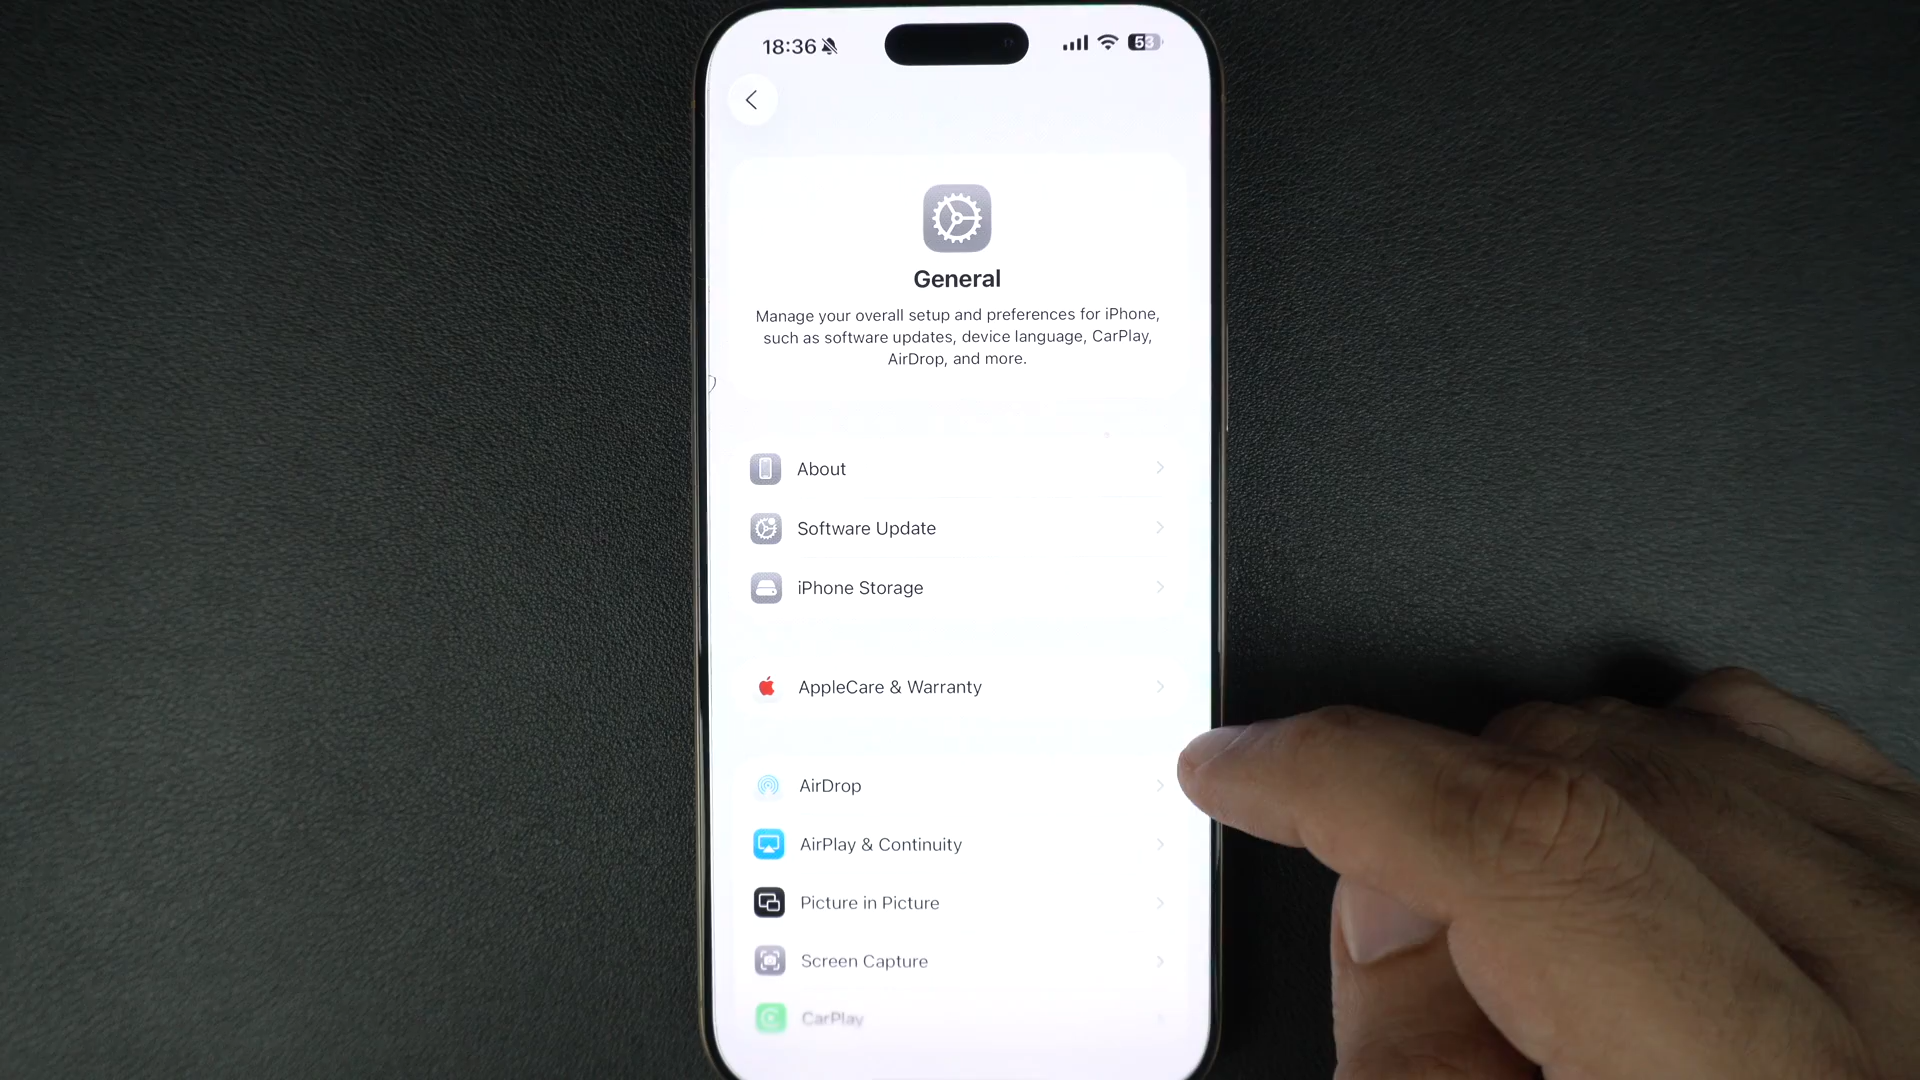 18:36
53
General
Manage your overall setup and preferences for iPhone,
such as software updates, device language, CarPlay,
AirDrop, and more.
About
Software Update
iPhone Storage
AppleCare & Warranty
AirDrop
AirPlay & Continuity
Picture in Picture
Screen Capture
CarPlay